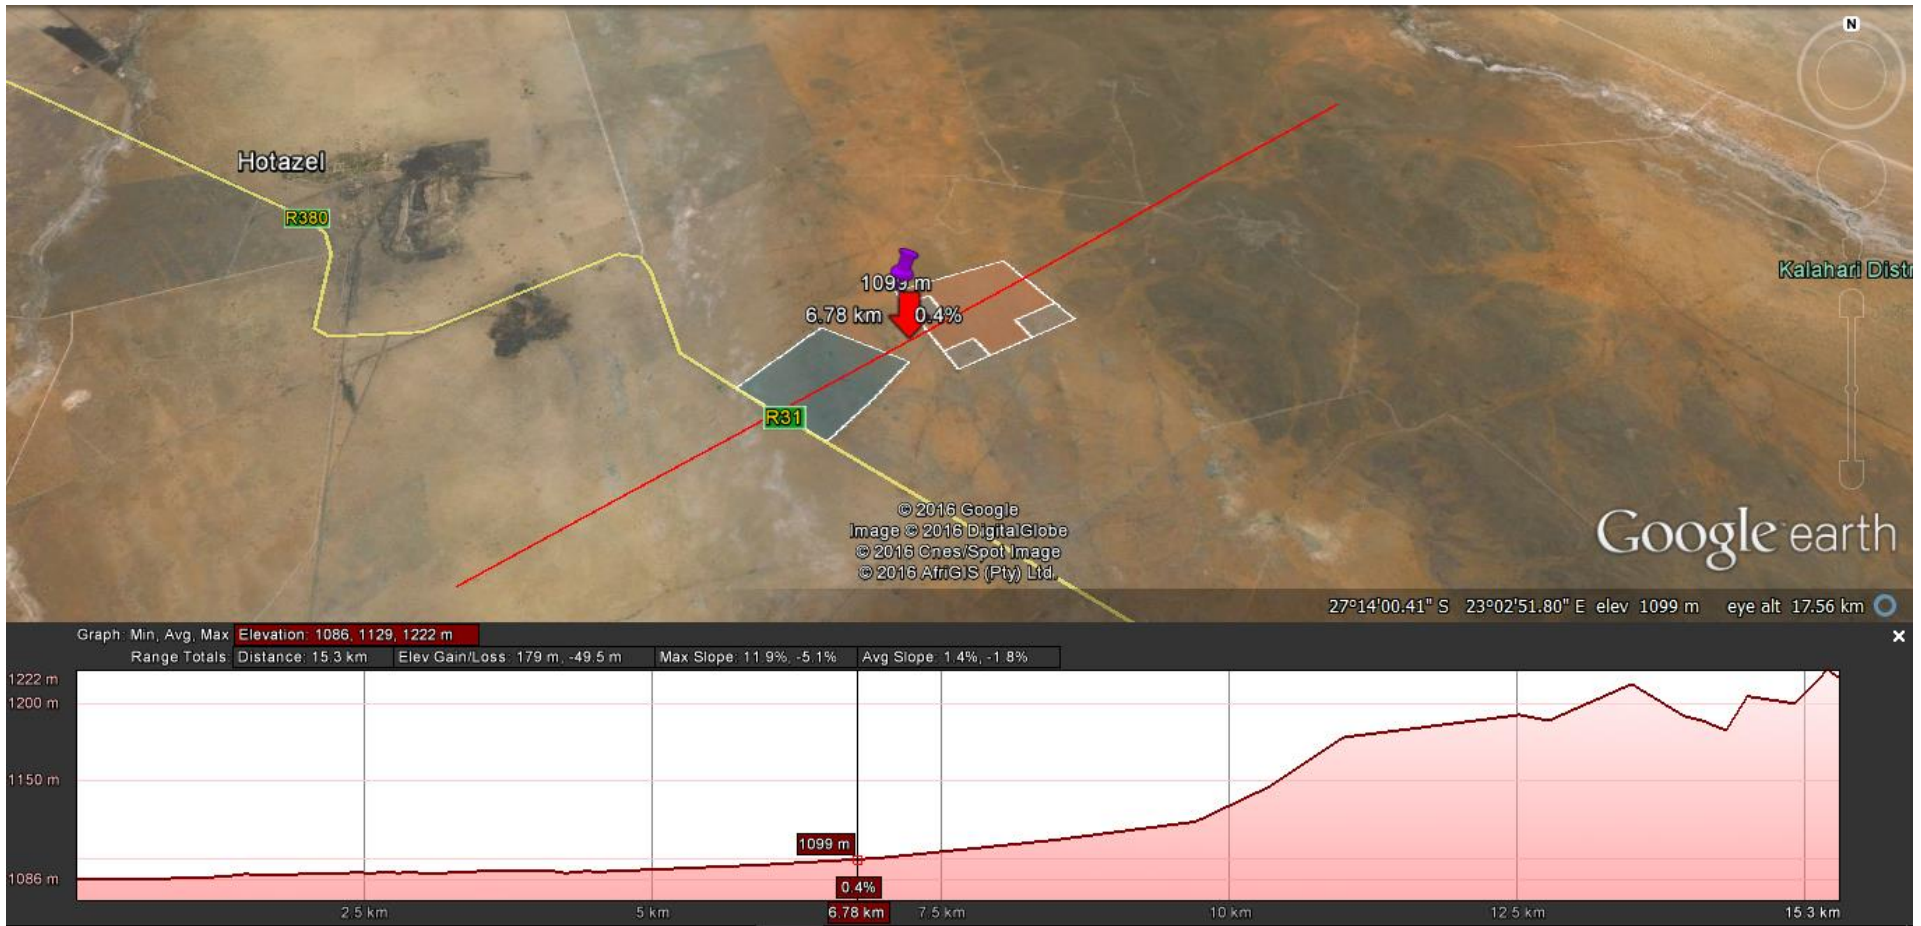 N
Hotazel
R380
Kalahari Distr
1099 m
6.78 km
0.4%
R31
© 2016 Google
Image © 2016 DigitalGlobe
© 2016 Cnes/Spot Image
© 2016 AfriGIS (Pty) Ltd.
Google earth
27°14'00.41" S 23°02'51.80" E elev 1099 m eye alt 17.56 km
Graph: Min, Avg, Max Elevation: 1086, 1129, 1222 m
Range Totals: Distance: 15.3 km Elev Gain/Loss: 179 m, -49.5 m Max Slope: 11.9%, -5.1% Avg Slope: 1.4%, -1.8%
1222 m
1200 m
1150 m
1099 m
1086 m
0.4%
2.5 km 5 km 6.78 km 7.5 km 10 km 12.5 km 15.3 km